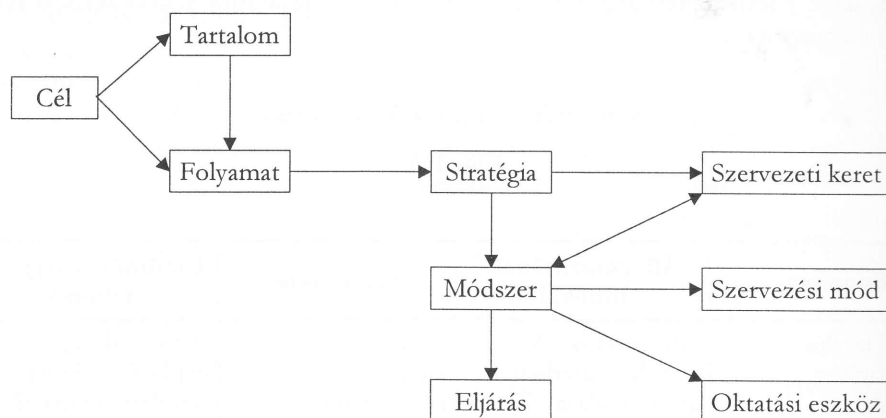 Tartalom
Cél
Folyamat
Stratégia
Szervezeti keret
Módszer
Szervezési mód
Eljárás
Oktatási eszköz